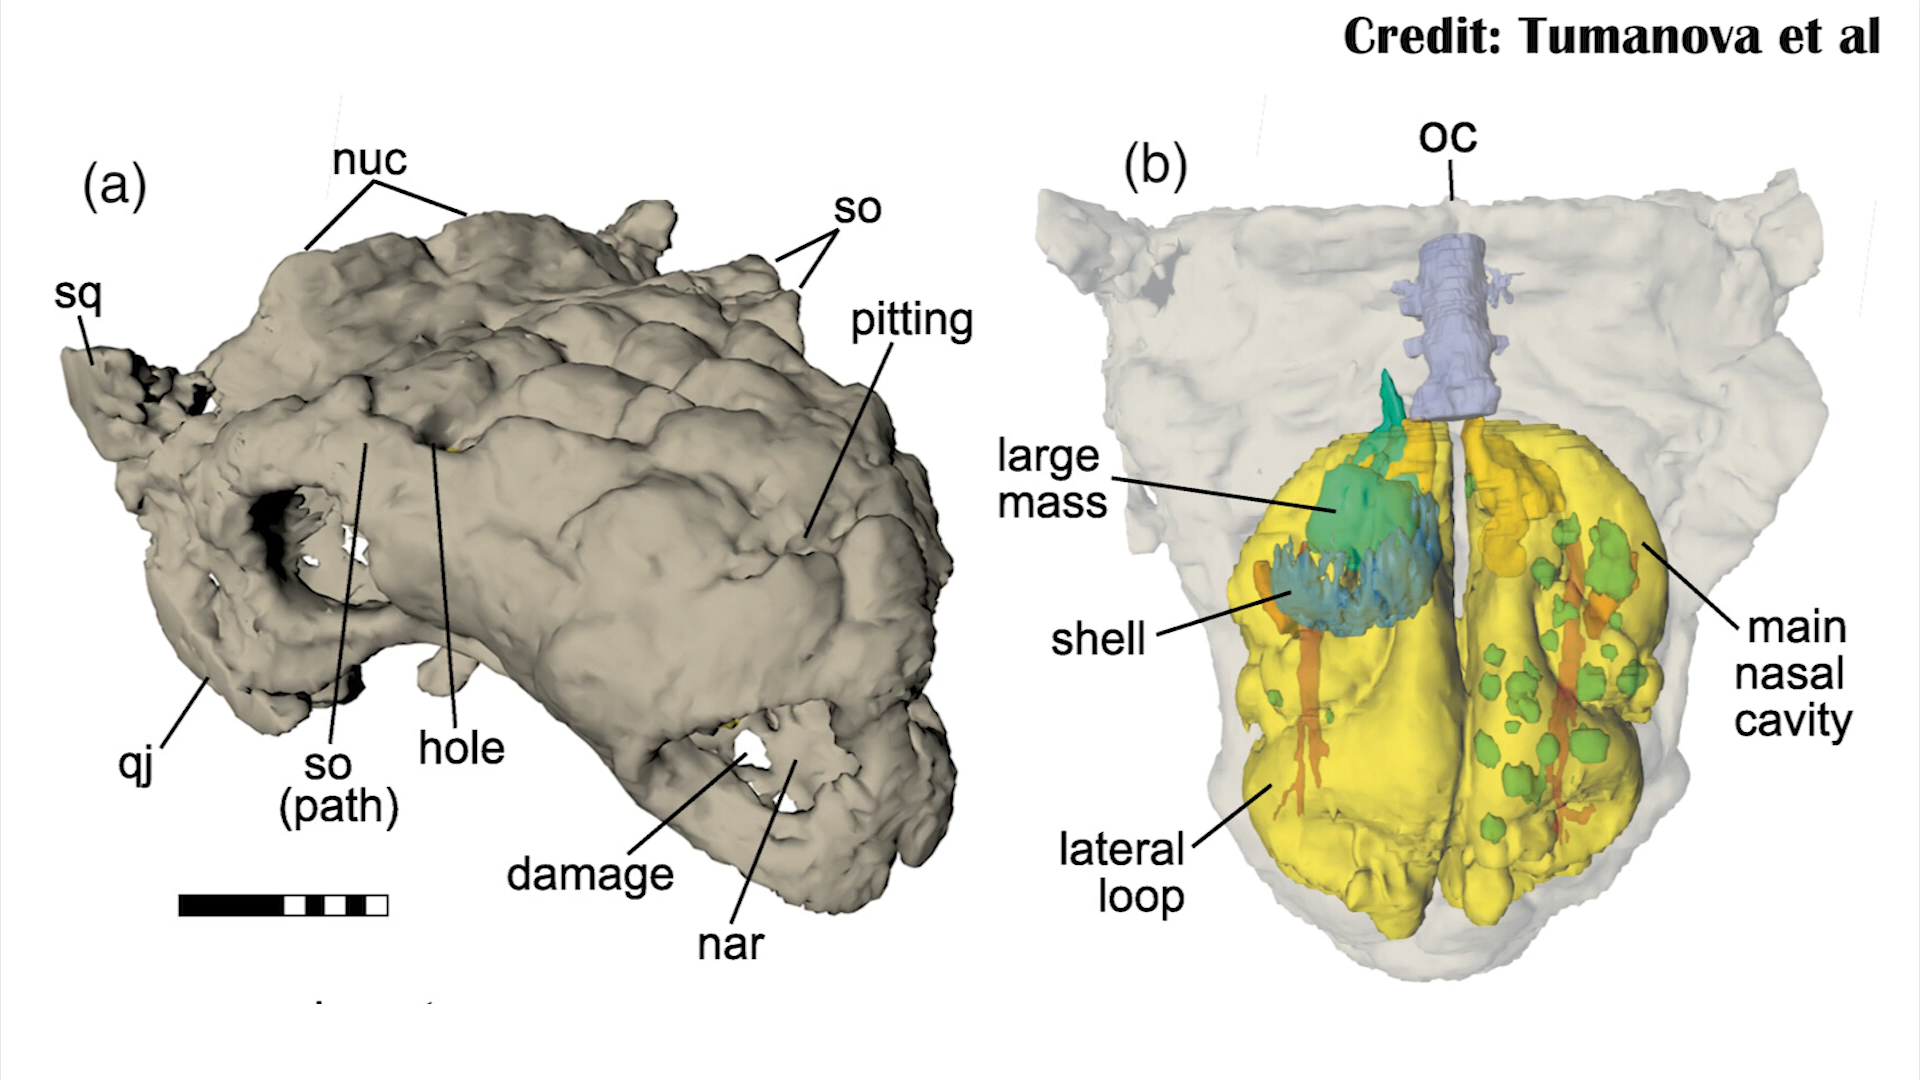 Credit: Tumanova et al
(a)
nuc
so
sq
pitting
qj
so
(path)
hole
damage
nar
(b)
oc
large
mass
shell
main
nasal
cavity
lateral
loop